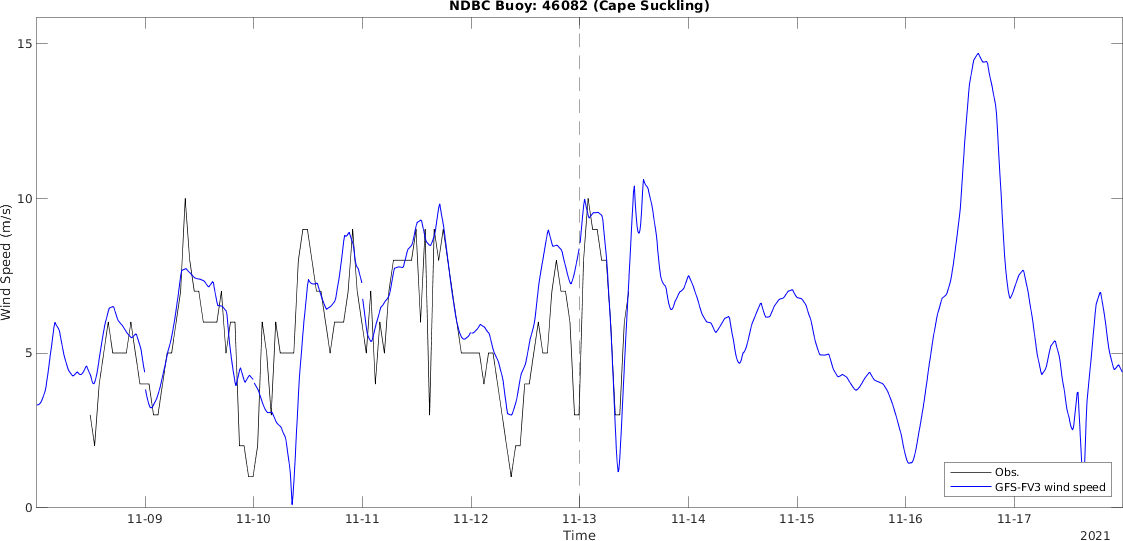 NDBC Buoy: 46082 (Cape Suckling)
15
10
5
0
Wind Speed (m/s)
Obs.
GFS-FV3 wind speed
11-09 11-10 11-11 11-12 11-13 11-14 11-15 11-16 11-17
Time
2021